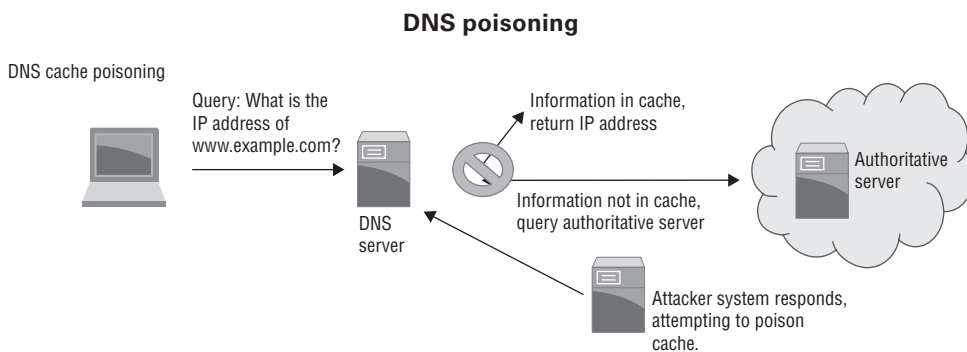 DNS poisoning
DNS cache poisoning
Query: What is the
IP address of
www.example.com?
DNS
server
Information in cache,
return IP address
Information not in cache,
query authoritative server
Authoritative
server
Attacker system responds,
attempting to poison
cache.